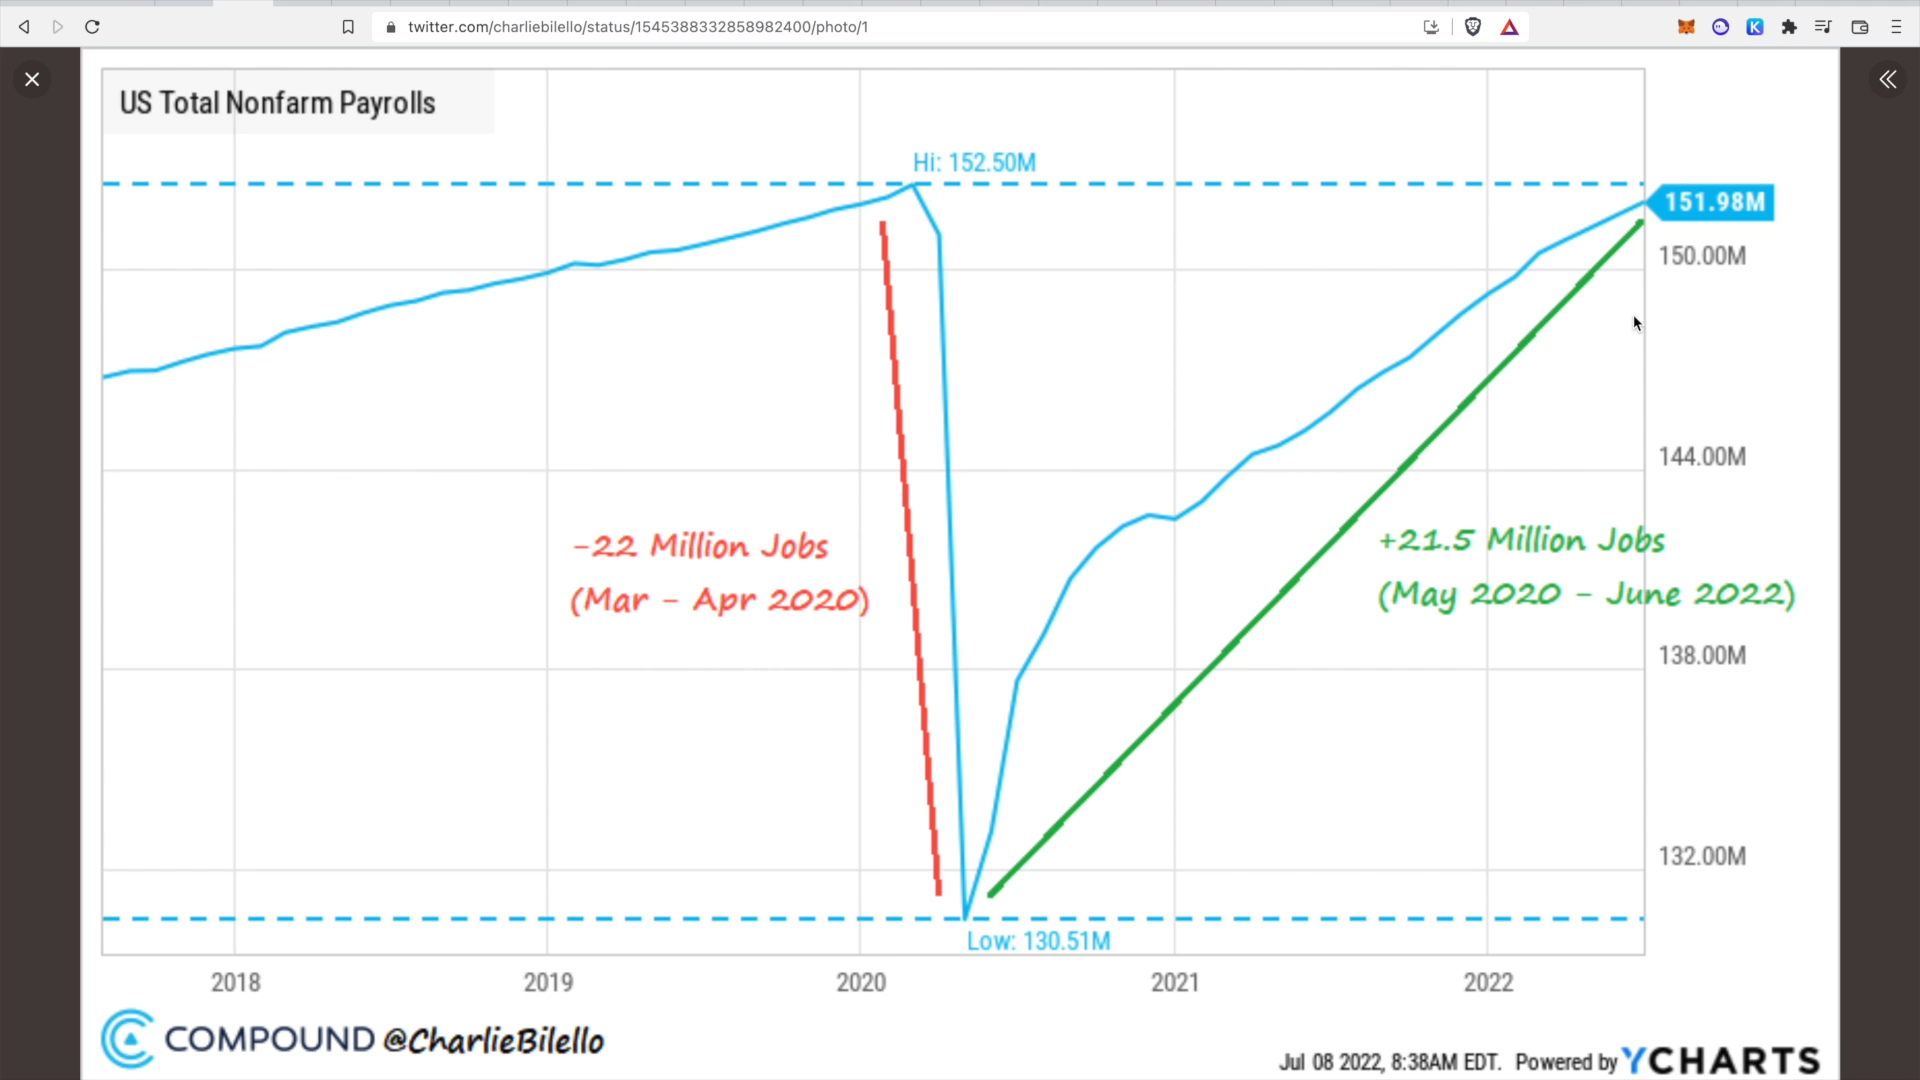 twitter.com/charliebilello/status/1545388332858982400/photo/1
US Total Nonfarm Payrolls
Hi: 152.50M
151.98M
150.00M
144.00M
-22 Million Jobs
(Mar - Apr 2020)
+21.5 Million Jobs
(May 2020 - June 2022)
138.00M
132.00M
Low: 130.51M
2018 2019 2020 2021 2022
COMPOUND @CharlieBilello
Jul 08 2022, 8:38AM EDT. Powered by YCHARTS